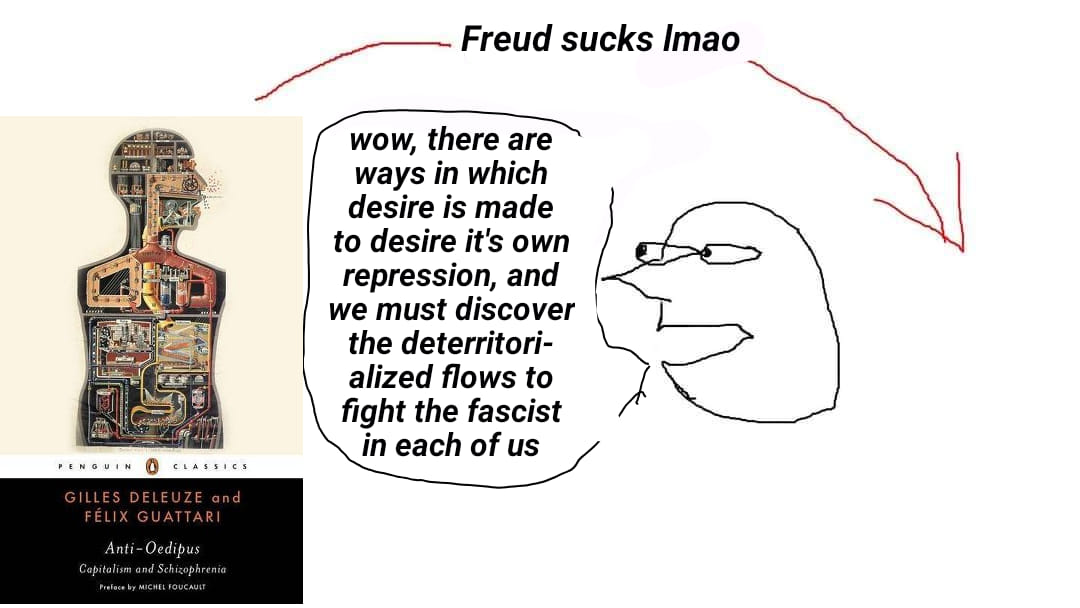 Freud sucks lmao
wow, there are
ways in which
desire is made
to desire it's own
repression, and
we must discover
the deterritori-
alized flows to
fight the fascist
in each of us
PENGUIN CLASSICS
GILLES DELEUZE and
FÉLIX GUATTARI
Anti-Oedipus
Capitalism and Schizophrenia
Preface by MICHEL FOUCAULT